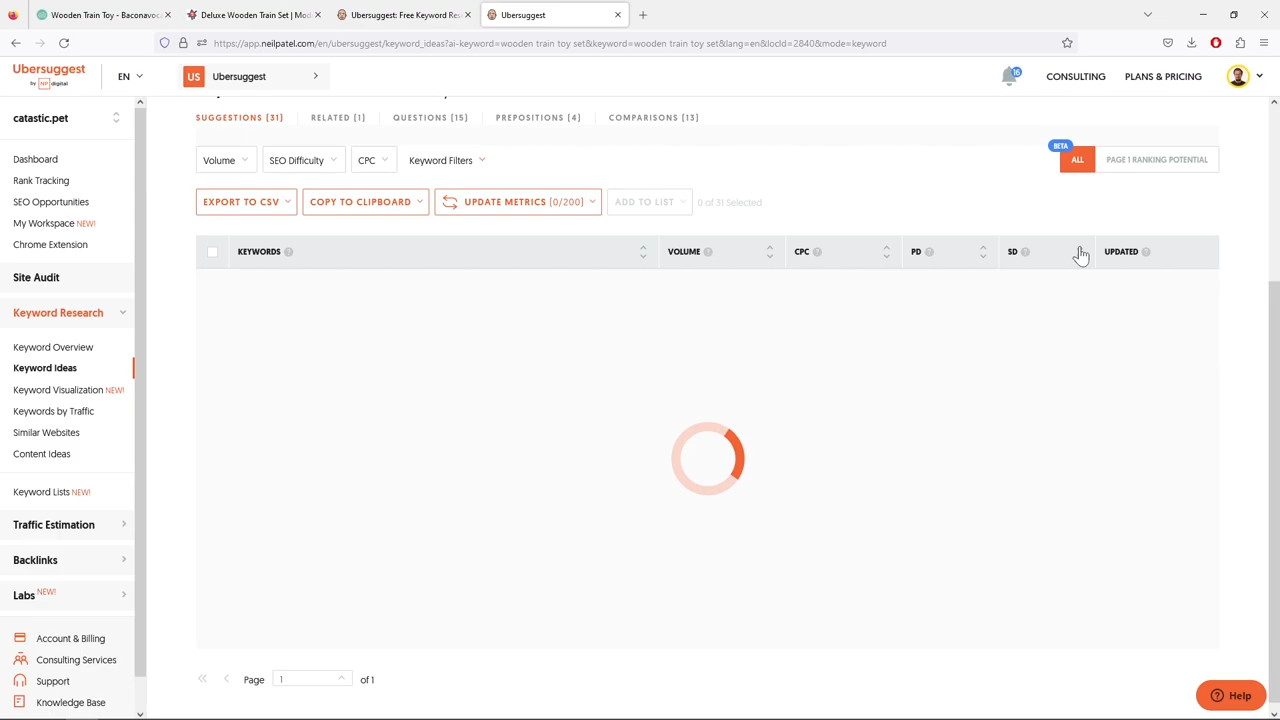 Wooden Train Toy - Baconavoca
Deluxe Wooden Train Set | Mod
Ubersuggest: Free Keyword Res
Ubersuggest
https://app.neilpatel.com/en/ubersuggest/keyword_ideas?ai-keyword=wooden train toy set&keyword=wooden train toy set&lang=en&locId=2840&mode=keyword
Ubersuggest
by NP digital
EN
US Ubersuggest
16
CONSULTING
PLANS & PRICING
catastic.pet
Dashboard
Rank Tracking
SEO Opportunities
My Workspace NEW!
Chrome Extension
Site Audit
Keyword Research
Keyword Overview
Keyword Ideas
Keyword Visualization NEW!
Keywords by Traffic
Similar Websites
Content Ideas
Keyword Lists NEW!
Traffic Estimation
Backlinks
Labs NEW!
Account & Billing
Consulting Services
Support
Knowledge Base
SUGGESTIONS (31) RELATED (1) QUESTIONS (15) PREPOSITIONS (4) COMPARISONS (13)
Volume SEO Difficulty CPC Keyword Filters
BETA
ALL PAGE 1 RANKING POTENTIAL
EXPORT TO CSV COPY TO CLIPBOARD UPDATE METRICS (0/200) ADD TO LIST 0 of 31 Selected
KEYWORDS VOLUME CPC PD SD UPDATED
Page 1 of 1
Help